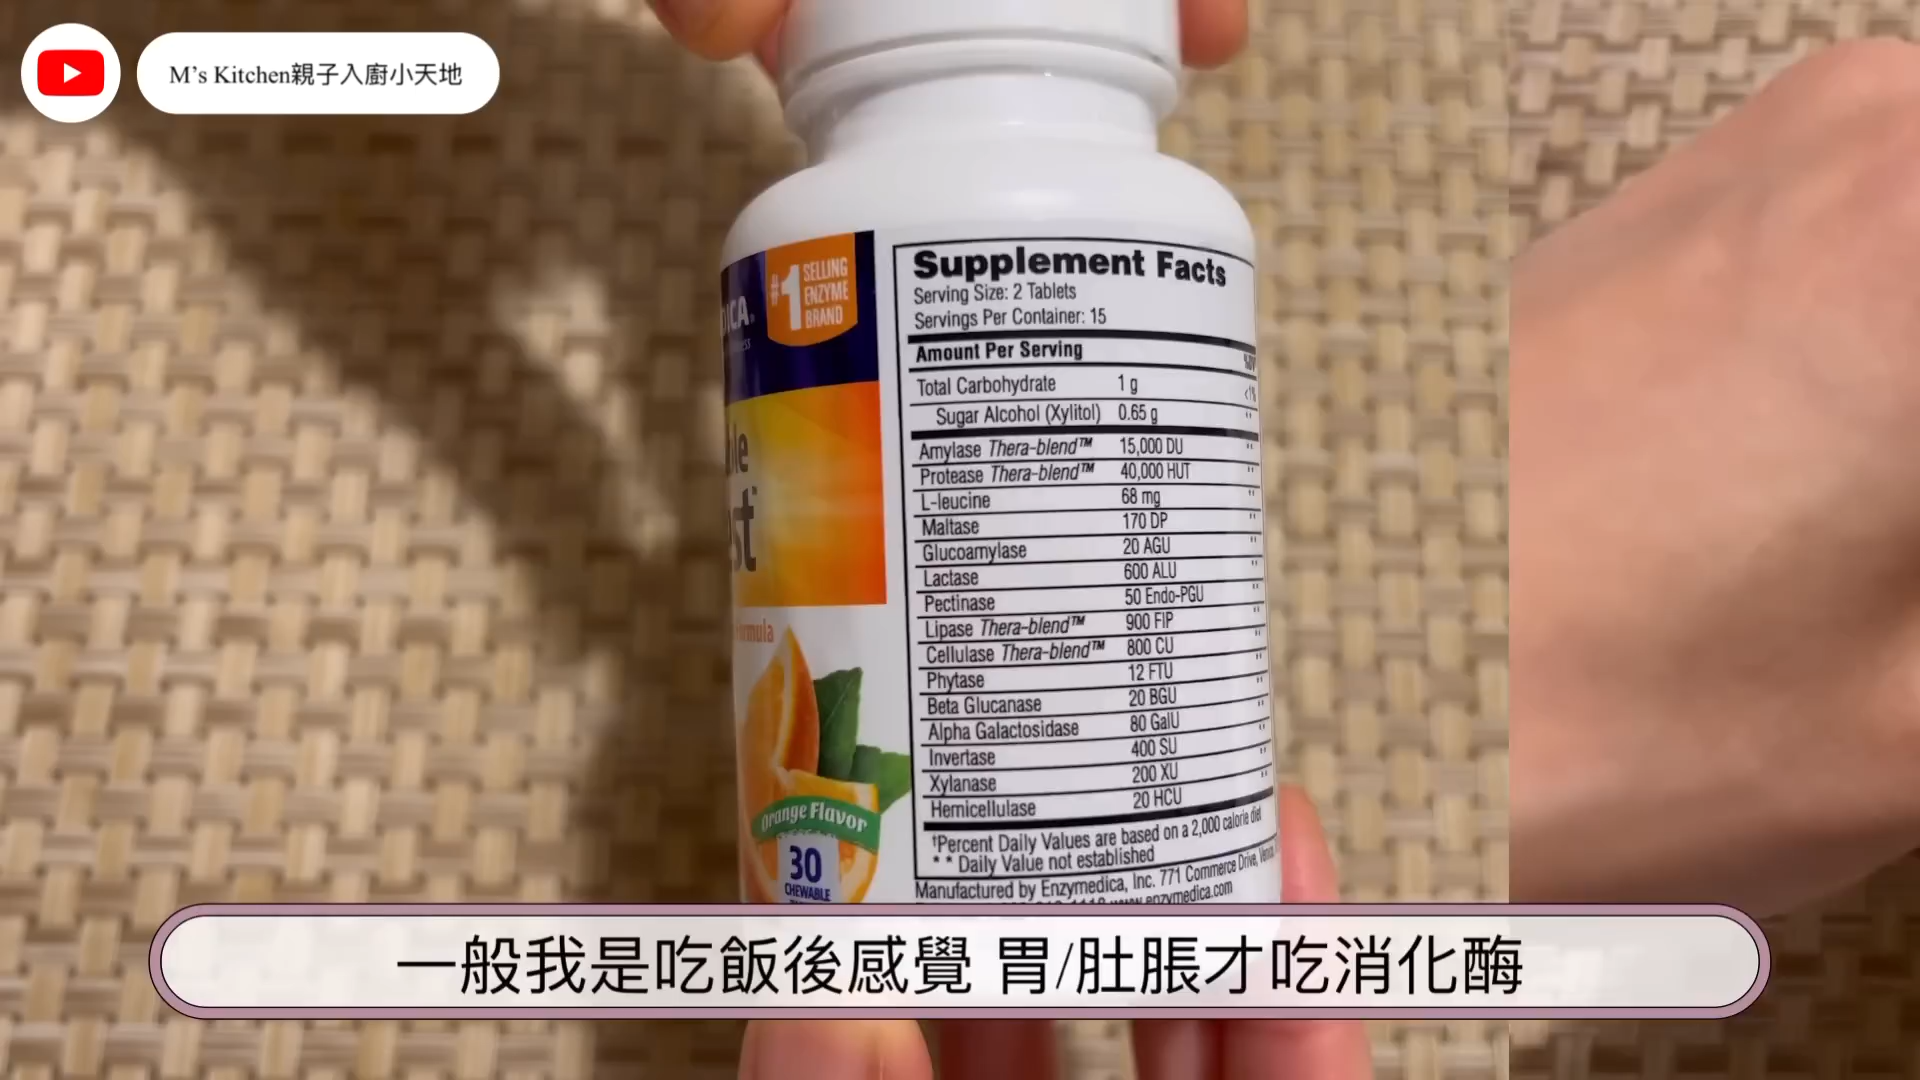 M's Kitchen親子入廚小天地
#1 SELLING
ENZYME
BRAND
Orange Flavor
30
CHEWABLE
Supplement Facts
Serving Size: 2 Tablets
Servings Per Container: 15
Amount Per Serving
Total Carbohydrate 1 g <1%
Sugar Alcohol (Xylitol) 0.65 g **
Amylase Thera-blend™ 15,000 DU **
Protease Thera-blend™ 40,000 HUT **
L-leucine 68 mg **
Maltase 170 DP **
Glucoamylase 20 AGU **
Lactase 600 ALU **
Pectinase 50 Endo-PGU **
Lipase Thera-blend™ 900 FIP **
Cellulase Thera-blend™ 800 CU **
Phytase 12 FTU **
Beta Glucanase 20 BGU **
Alpha Galactosidase 80 GalU **
Invertase 400 SU **
Xylanase 200 XU **
Hemicellulase 20 HCU **
†Percent Daily Values are based on a 2,000 calorie diet
** Daily Value not established
Manufactured by Enzymedica, Inc. 771 Commerce Drive,
www.enzymedica.com
一般我是吃飯後感覺 胃/肚脹才吃消化酶